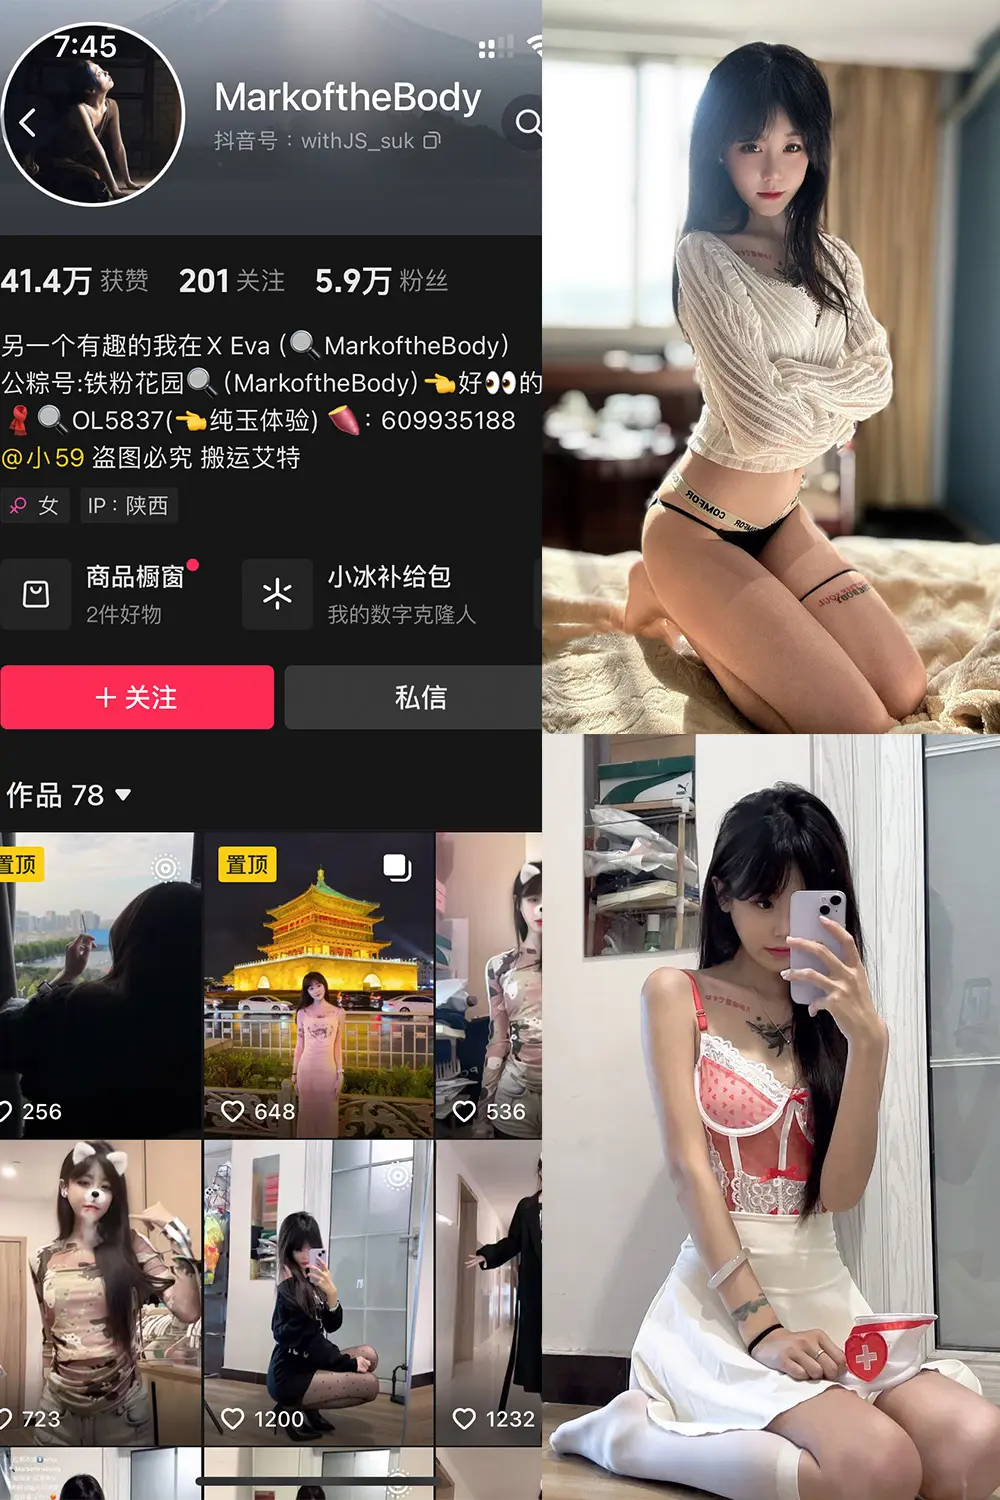 7:45
MarkoftheBody
抖音号：withJS_suk
41.4万 获赞 201 关注 5.9万 粉丝
另一个有趣的我在X Eva (🔍MarkoftheBody)
公粽号:铁粉花园🔍(MarkoftheBody)👈好👀的
🧣🔍OL5837(👈纯玉体验) 🍠: 609935188
@小59 盗图必究 搬运艾特
女 IP：陕西
商品橱窗
2件好物
小冰补给包
我的数字克隆人
+ 关注
私信
作品 78
置顶
置顶
256
648
536
723
1200
1232
COMFOR